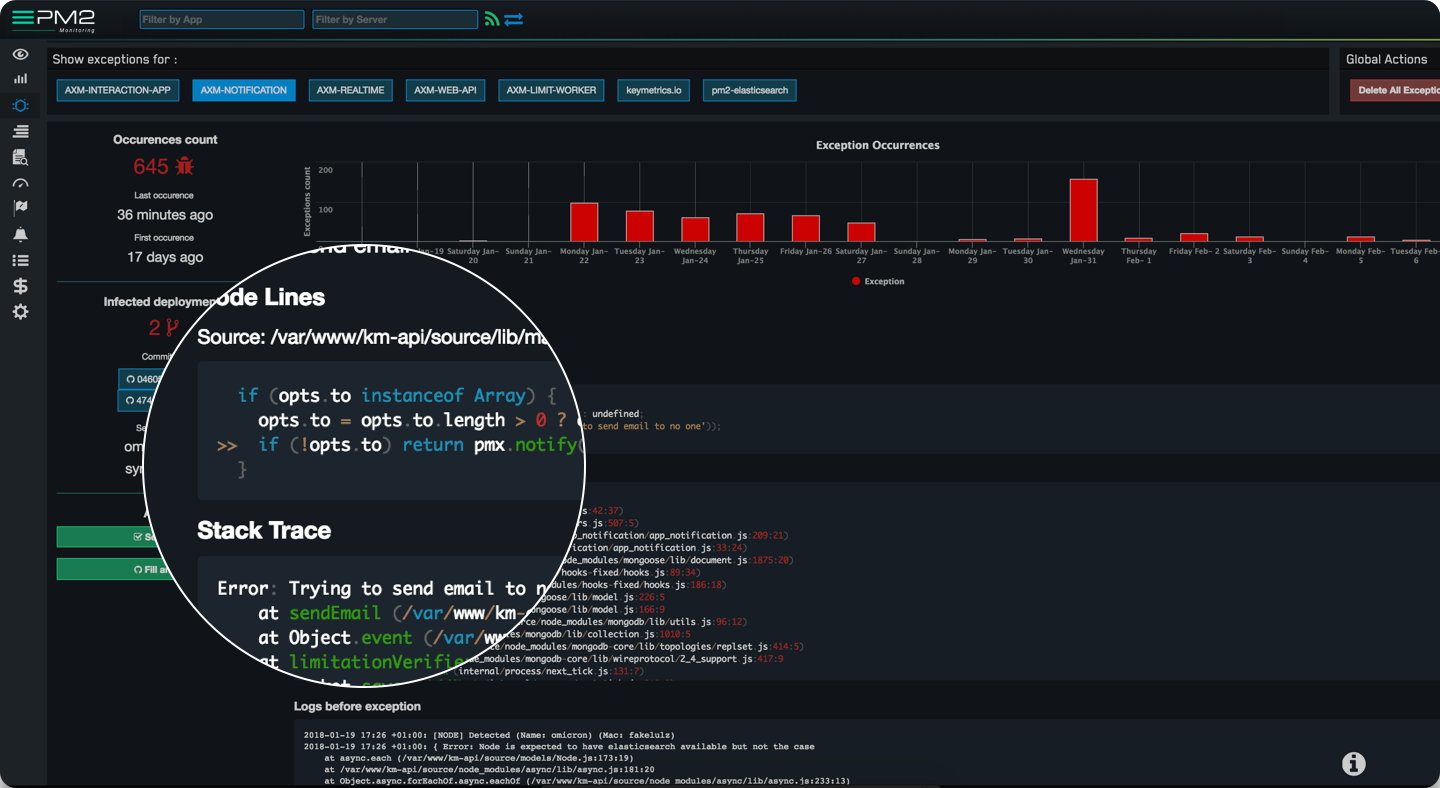 PM2
Monitoring
Filter by App
Filter by Server
Show exceptions for :
Global Actions
AXM-INTERACTION-APP
AXM-NOTIFICATION
AXM-REALTIME
AXM-WEB-API
AXM-LIMIT-WORKER
keymetrics.io
pm2-elasticsearch
Delete All Exceptio
Occurences count
645
Last occurence
36 minutes ago
First occurence
17 days ago
Exception Occurrences
Exceptions count
200
100
Saturday Jan-20
Sunday Jan-21
Monday Jan-22
Tuesday Jan-23
Wednesday Jan-24
Thursday Jan-25
Friday Jan-26
Saturday Jan-27
Sunday Jan-28
Monday Jan-29
Tuesday Jan-30
Wednesday Jan-31
Thursday Feb- 1
Friday Feb- 2
Saturday Feb-3
Sunday Feb-4
Monday Feb-5
Tuesday Feb-6
Exception
Infected deploymen
2
Commi
0460
474
om
syn
Lines
Source: /var/www/km-api/source/lib/ma
if (opts.to instanceof Array) {
opts.to = opts.to.length > 0 ?
>> if (!opts.to) return pmx.notify(
}
undefined;
to send email to no one'));
Stack Trace
Error: Trying to send email to n
at sendEmail (/var/www/km-
at Object.event (/var/ww
at limitationVerifie
s:42:37)
rs.js:507:5)
_notification/app_notification.js:209:21)
fication/app_notification.js:33:24)
de_modules/mongoose/lib/document.js:1875:20)
hooks-fixed/hooks.js:89:34)
dules/hooks-fixed/hooks.js:186:18)
goose/lib/model.js:226:5
ngoose/lib/model.js:166:9
rce/node_modules/mongodb/lib/utils.js:96:12)
es/mongodb/lib/collection.js:1010:5
e/node_modules/mongodb-core/lib/topologies/replset.js:414:5)
de_modules/mongodb-core/lib/wireprotocol/2_4_support.js:417:9
(internal/process/next_tick.js:131:7)
Fill
Logs before exception
2018-01-19 17:26 +01:00: [NODE] Detected (Name: omicron) (Mac: fakelulz)
2018-01-19 17:26 +01:00: { Error: Node is expected to have elasticsearch available but not the case
at async.each (/var/www/km-api/source/models/Node.js:173:19)
at /var/www/km-api/source/node_modules/async/lib/async.js:181:20
at Object.async.forEachOf.async.eachOf (/var/www/km-api/source/node_modules/async/lib/async.js:233:13)